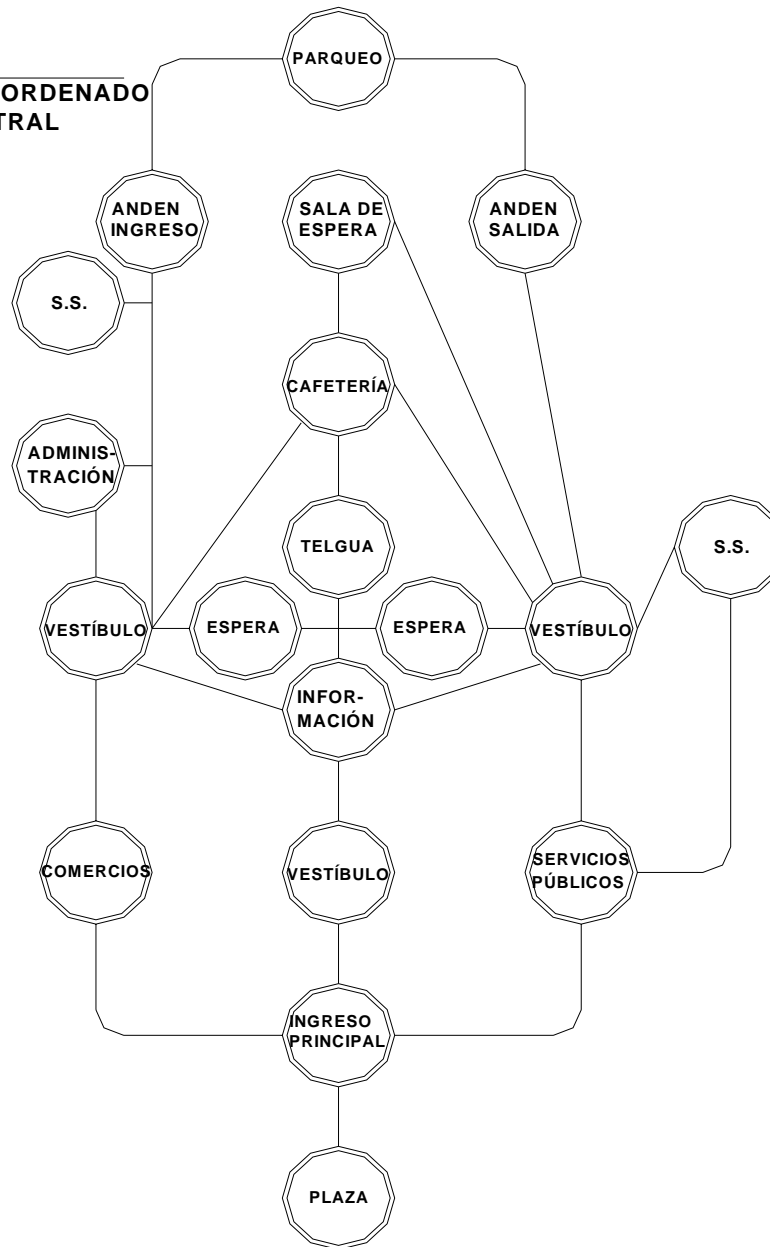 PARQUEO
ORDENADO
TRAL
ANDEN
INGRESO
SALA DE
ESPERA
ANDEN
SALIDA
S.S.
CAFETERÍA
ADMINIS-
TRACIÓN
TELGUA
S.S.
VESTÍBULO
ESPERA
ESPERA
VESTÍBULO
INFOR-
MACIÓN
COMERCIOS
VESTÍBULO
SERVICIOS
PÚBLICOS
INGRESO
PRINCIPAL
PLAZA